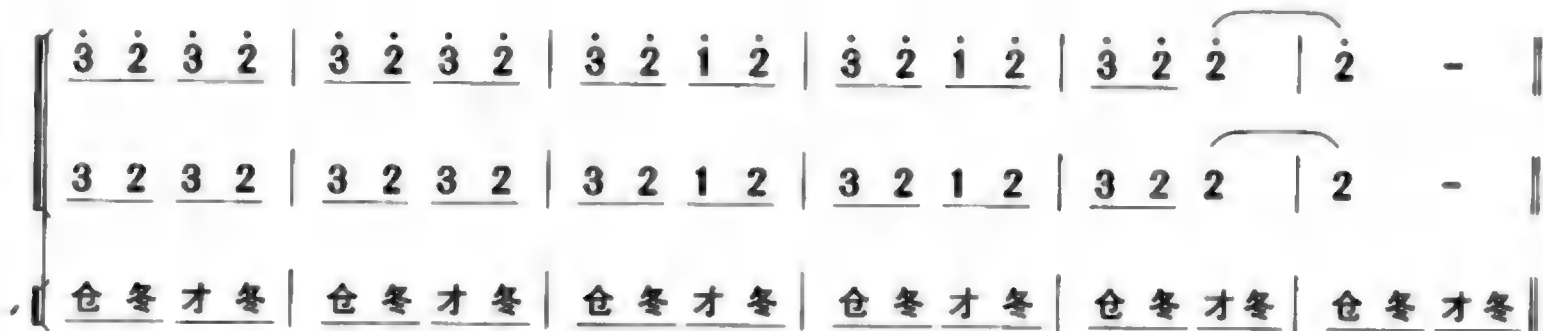 3̇ 2̇ 3̇ 2̇ | 3̇ 2̇ 3̇ 2̇ | 3̇ 2̇ 1̇ 2̇ | 3̇ 2̇ 1̇ 2̇ | 3̇ 2̇ 2̇ | 2̇ - ‖
3 2 3 2 | 3 2 3 2 | 3 2 1 2 | 3 2 1 2 | 3 2 2 | 2 - ‖
仓 冬 才 冬 | 仓 冬 才 冬 | 仓 冬 才 冬 | 仓 冬 才 冬 | 仓 冬 才 冬 | 仓 冬 才 冬 ‖